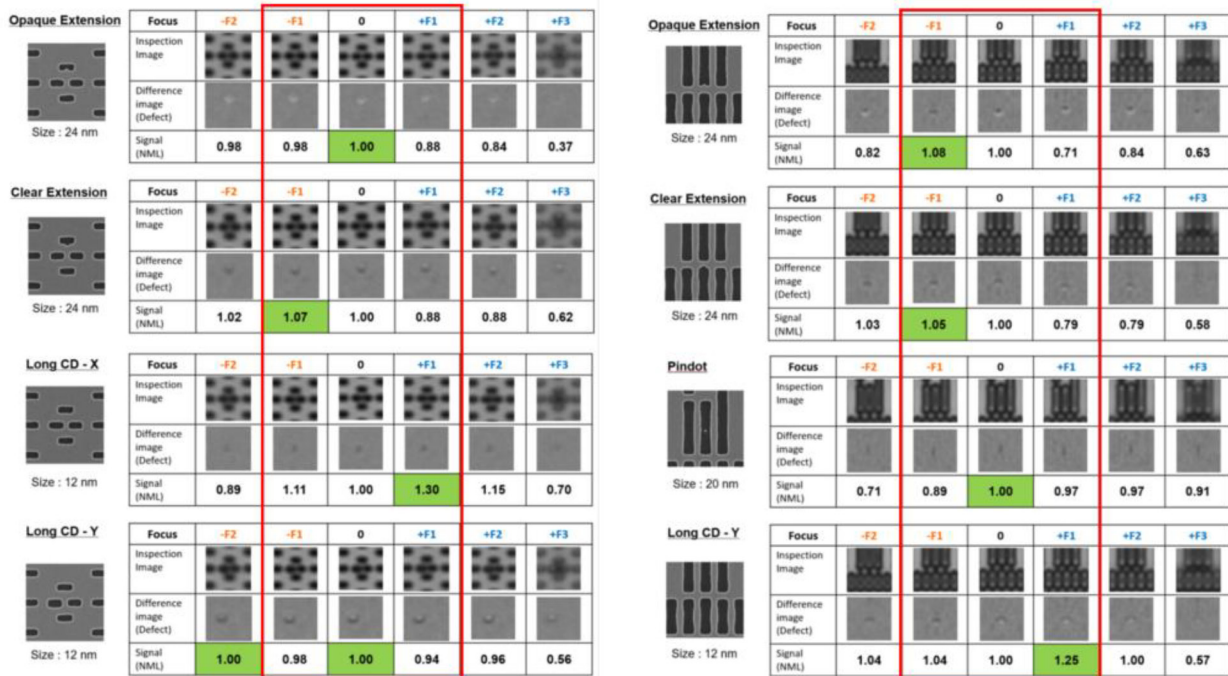 Opaque Extension
Size : 24 nm
Focus -F2 -F1 0 +F1 +F2 +F3
Inspection
Image
Difference
image
(Defect)
Signal
(NML) 0.98 0.98 1.00 0.88 0.84 0.37
Clear Extension
Size : 24 nm
Focus -F2 -F1 0 +F1 +F2 +F3
Inspection
Image
Difference
image
(Defect)
Signal
(NML) 1.02 1.07 1.00 0.88 0.88 0.62
Long CD - X
Size : 12 nm
Focus -F2 -F1 0 +F1 +F2 +F3
Inspection
Image
Difference
image
(Defect)
Signal
(NML) 0.89 1.11 1.00 1.30 1.15 0.70
Long CD - Y
Size : 12 nm
Focus -F2 -F1 0 +F1 +F2 +F3
Inspection
Image
Difference
image
(Defect)
Signal
(NML) 1.00 0.98 1.00 0.94 0.96 0.56
Opaque Extension
Size : 24 nm
Focus -F2 -F1 0 +F1 +F2 +F3
Inspection
Image
Difference
image
(Defect)
Signal
(NML) 0.82 1.08 1.00 0.71 0.84 0.63
Clear Extension
Size : 24 nm
Focus -F2 -F1 0 +F1 +F2 +F3
Inspection
Image
Difference
image
(Defect)
Signal
(NML) 1.03 1.05 1.00 0.79 0.79 0.58
Pindot
Size : 20 nm
Focus -F2 -F1 0 +F1 +F2 +F3
Inspection
Image
Difference
image
(Defect)
Signal
(NML) 0.71 0.89 1.00 0.97 0.97 0.91
Long CD - Y
Size : 12 nm
Focus -F2 -F1 0 +F1 +F2 +F3
Inspection
Image
Difference
image
(Defect)
Signal
(NML) 1.04 1.04 1.00 1.25 1.00 0.57